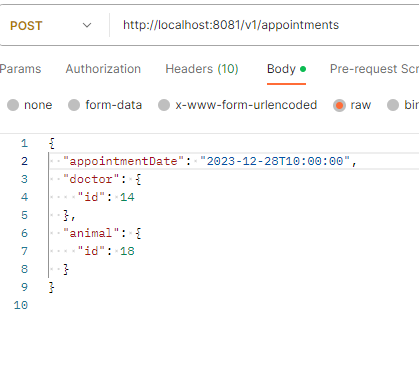 POST http://localhost:8081/v1/appointments
Params Authorization Headers (10) Body Pre-request Scr
none form-data x-www-form-urlencoded raw bin
1 {
2 "appointmentDate": "2023-12-28T10:00:00",
3 "doctor": {
4 "id": 14
5 },
6 "animal": {
7 "id": 18
8 }
9 }
10